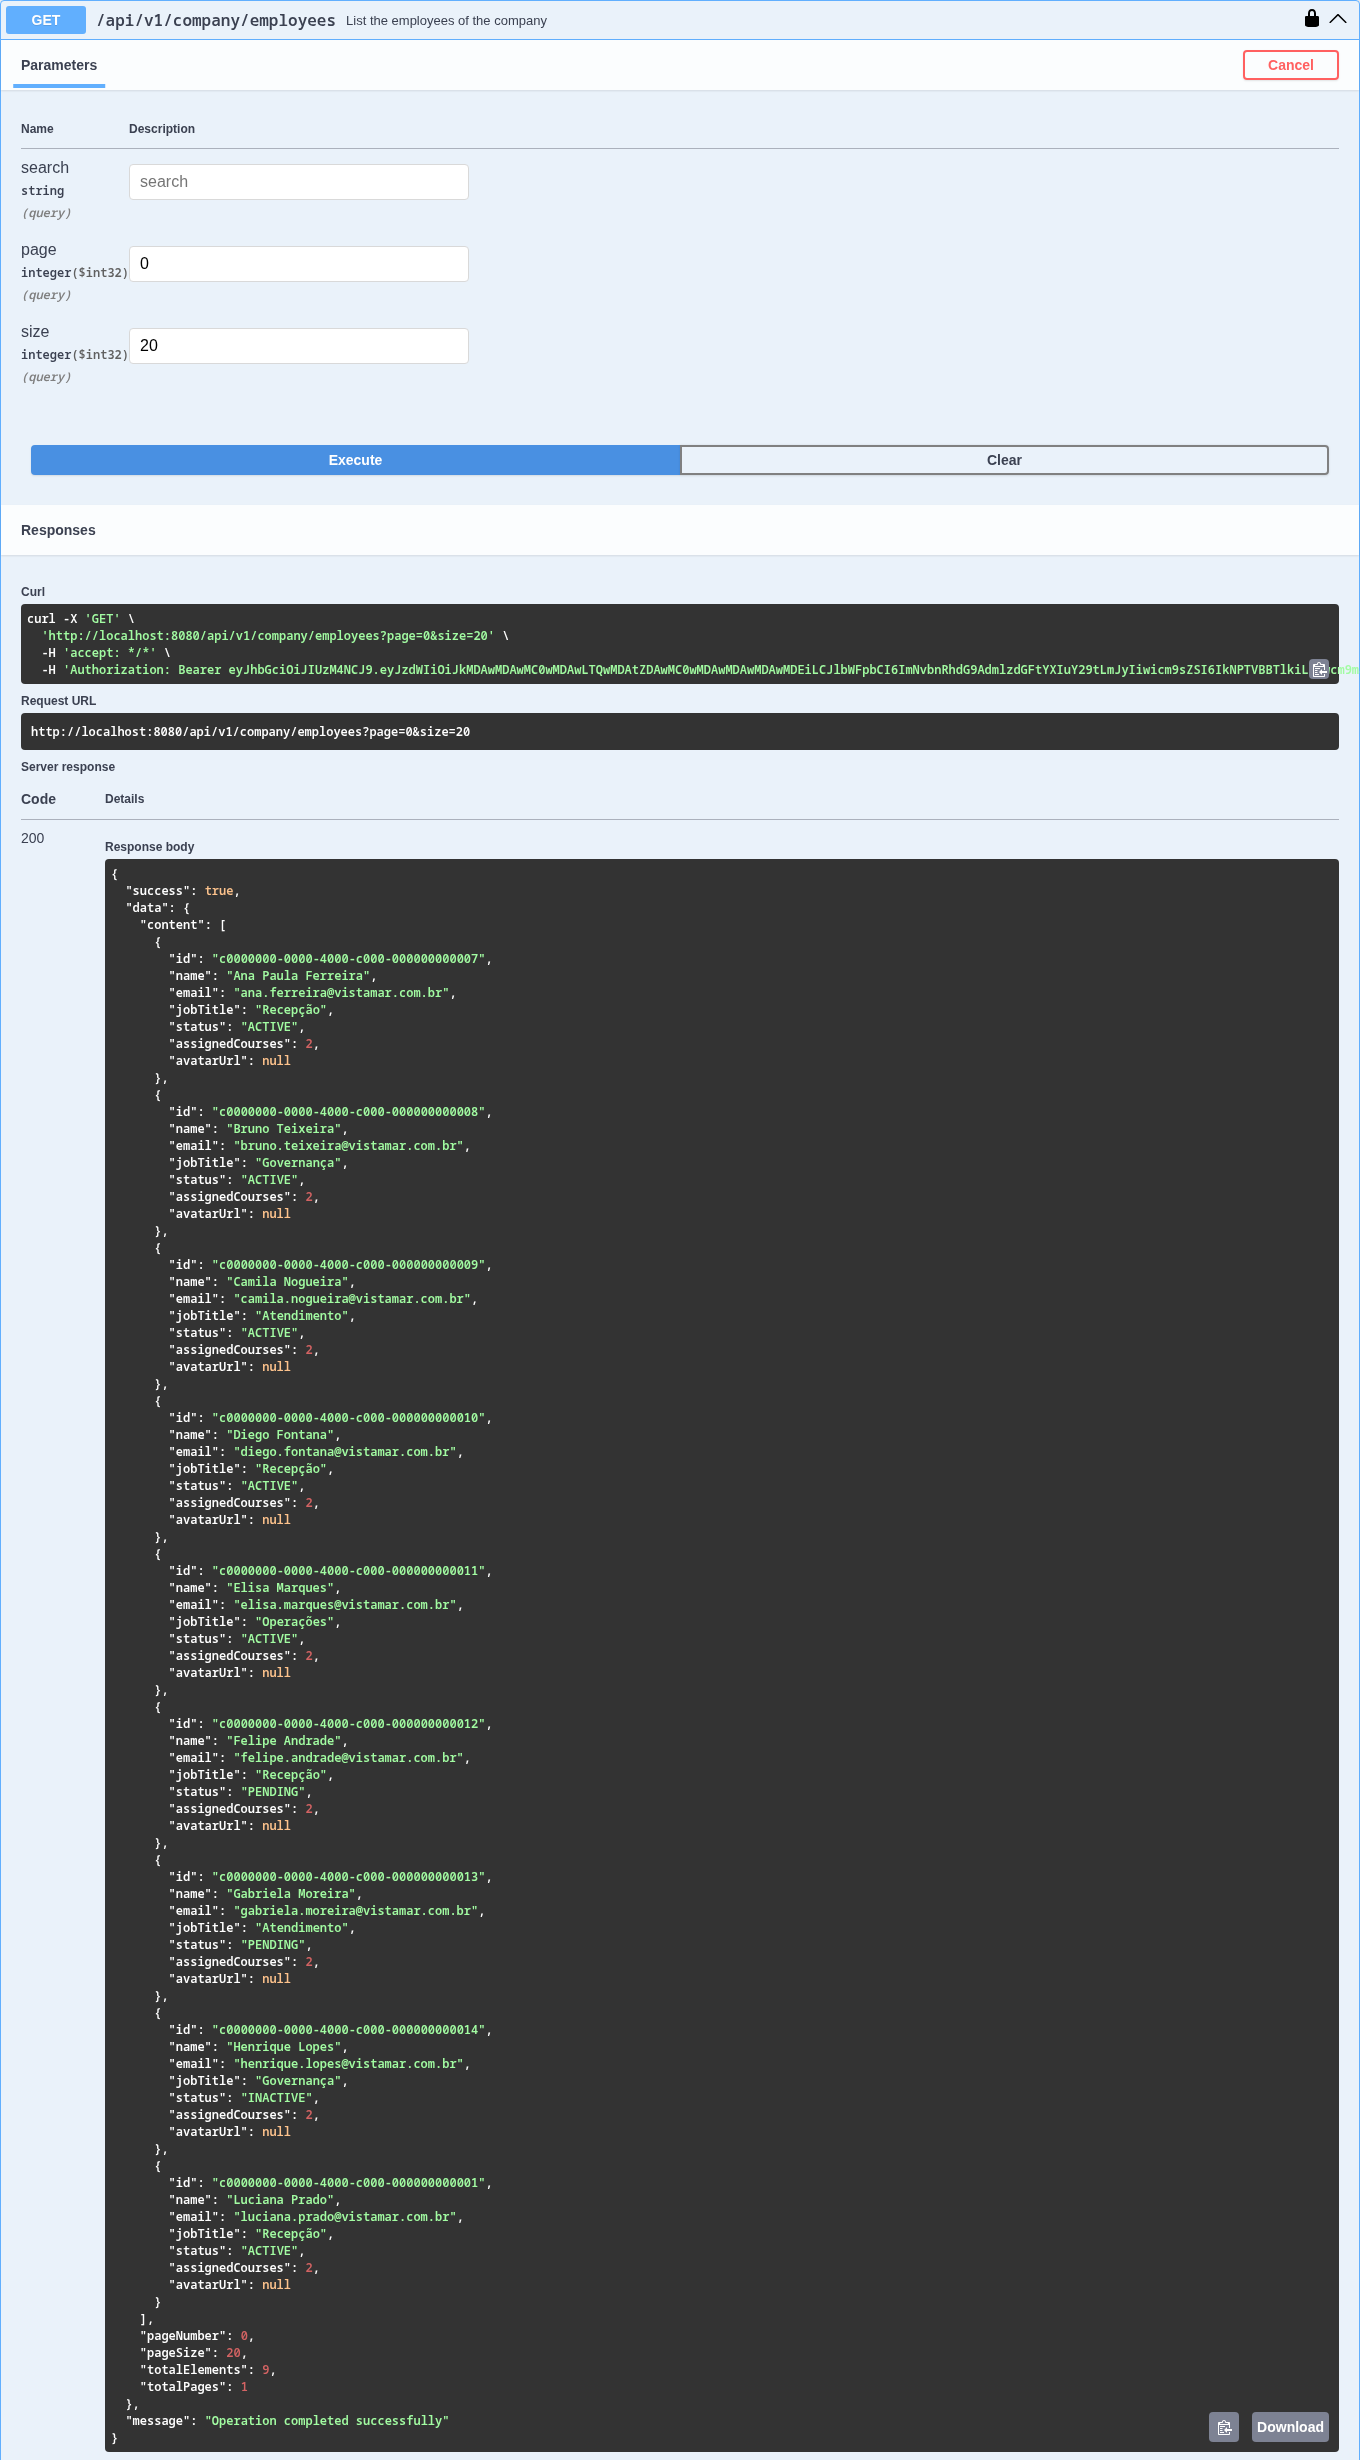 GET /api/v1/company/employees List the employees of the company
Parameters
Cancel
Name Description
search
string
(query)
search
page
integer($int32)
(query)
0
size
integer($int32)
(query)
20
Execute
Clear
Responses
Curl
curl -X 'GET' \
  'http://localhost:8080/api/v1/company/employees?page=0&size=20' \
  -H 'accept: */*' \
  -H 'Authorization: Bearer
Request URL
http://localhost:8080/api/v1/company/employees?page=0&size=20
Server response
Code Details
200
Response body
{
  "success": true,
  "data": {
    "content": [
      {
        "id": "c0000000-0000-4000-c000-000000000007",
        "name": "Ana Paula Ferreira",
        "email": "ana.ferreira@vistamar.com.br",
        "jobTitle": "Recepção",
        "status": "ACTIVE",
        "assignedCourses": 2,
        "avatarUrl": null
      },
      {
        "id": "c0000000-0000-4000-c000-000000000008",
        "name": "Bruno Teixeira",
        "email": "bruno.teixeira@vistamar.com.br",
        "jobTitle": "Governança",
        "status": "ACTIVE",
        "assignedCourses": 2,
        "avatarUrl": null
      },
      {
        "id": "c0000000-0000-4000-c000-000000000009",
        "name": "Camila Nogueira",
        "email": "camila.nogueira@vistamar.com.br",
        "jobTitle": "Atendimento",
        "status": "ACTIVE",
        "assignedCourses": 2,
        "avatarUrl": null
      },
      {
        "id": "c0000000-0000-4000-c000-000000000010",
        "name": "Diego Fontana",
        "email": "diego.fontana@vistamar.com.br",
        "jobTitle": "Recepção",
        "status": "ACTIVE",
        "assignedCourses": 2,
        "avatarUrl": null
      },
      {
        "id": "c0000000-0000-4000-c000-000000000011",
        "name": "Elisa Marques",
        "email": "elisa.marques@vistamar.com.br",
        "jobTitle": "Operações",
        "status": "ACTIVE",
        "assignedCourses": 2,
        "avatarUrl": null
      },
      {
        "id": "c0000000-0000-4000-c000-000000000012",
        "name": "Felipe Andrade",
        "email": "felipe.andrade@vistamar.com.br",
        "jobTitle": "Recepção",
        "status": "PENDING",
        "assignedCourses": 2,
        "avatarUrl": null
      },
      {
        "id": "c0000000-0000-4000-c000-000000000013",
        "name": "Gabriela Moreira",
        "email": "gabriela.moreira@vistamar.com.br",
        "jobTitle": "Atendimento",
        "status": "PENDING",
        "assignedCourses": 2,
        "avatarUrl": null
      },
      {
        "id": "c0000000-0000-4000-c000-000000000014",
        "name": "Henrique Lopes",
        "email": "henrique.lopes@vistamar.com.br",
        "jobTitle": "Governança",
        "status": "INACTIVE",
        "assignedCourses": 2,
        "avatarUrl": null
      },
      {
        "id": "c0000000-0000-4000-c000-000000000001",
        "name": "Luciana Prado",
        "email": "luciana.prado@vistamar.com.br",
        "jobTitle": "Recepção",
        "status": "ACTIVE",
        "assignedCourses": 2,
        "avatarUrl": null
      }
    ],
    "pageNumber": 0,
    "pageSize": 20,
    "totalElements": 9,
    "totalPages": 1
  },
  "message": "Operation completed successfully"
}
Download